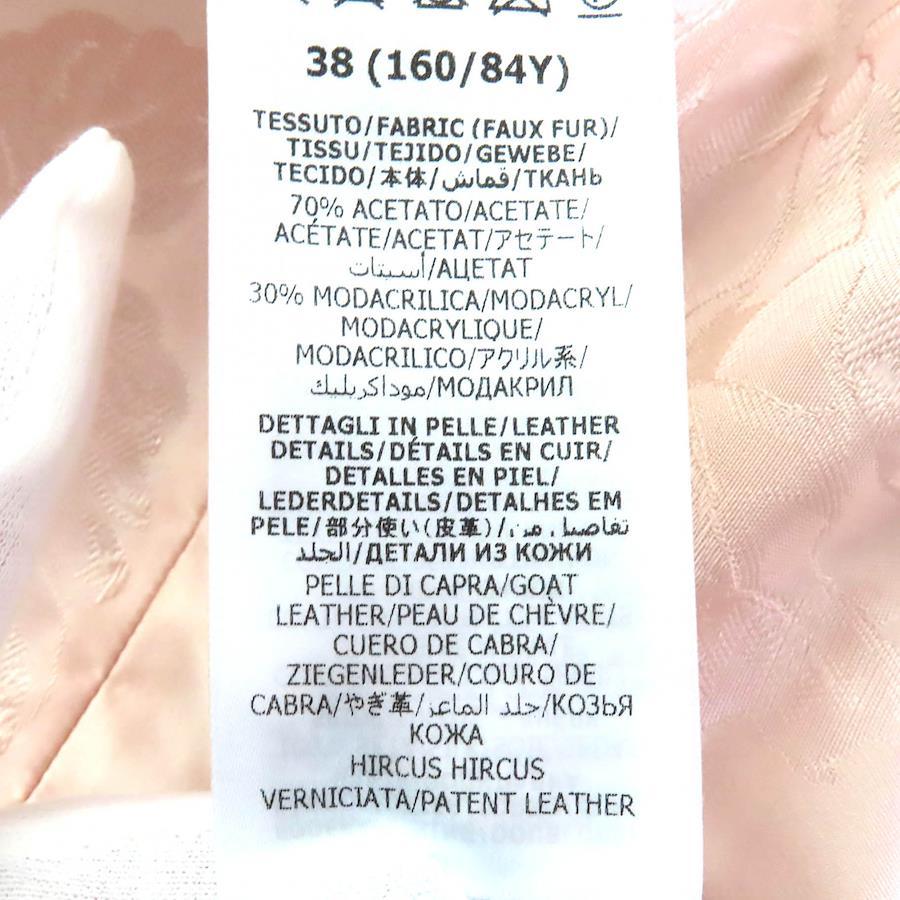 38 (160/84Y)
TESSUTO/FABRIC (FAUX FUR)/
TISSU/TEJIDO/GEWEBE/
TECIDO/本体/قماش/ТКАНЬ
70% ACETATO/ACETATE/
ACÉTATE/ACETAT/アセテート/
أسيتات/АЦЕТАТ
30% MODACRILICA/MODACRYL/
MODACRYLIQUE/
MODACRILICO/アクリル系/
موداكريليك/МОДАКРИЛ
DETTAGLI IN PELLE/LEATHER
DETAILS/DÉTAILS EN CUIR/
DETALLES EN PIEL/
LEDERDETAILS/DETALHES EM
PELE/部分使い(皮革)/تفاصيل من
الجلد/ДЕТАЛИ ИЗ КОЖИ
PELLE DI CAPRA/GOAT
LEATHER/PEAU DE CHÈVRE/
CUERO DE CABRA/
ZIEGENLEDER/COURO DE
CABRA/やぎ革/جلد الماعز/КОЗЬЯ
КОЖА
HIRCUS HIRCUS
VERNICIATA/PATENT LEATHER